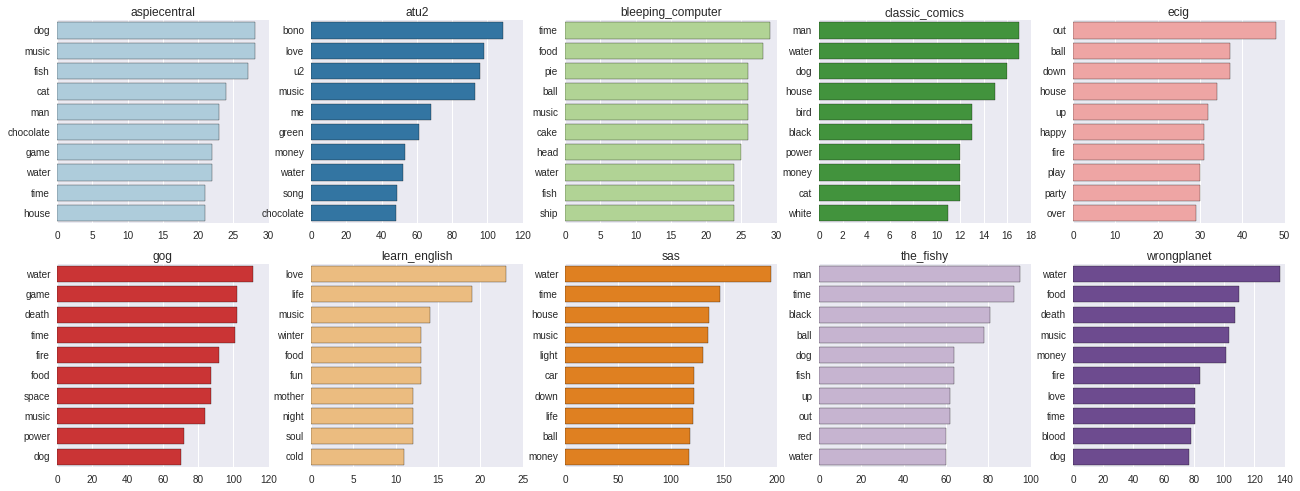 aspiecentral
dog
music
fish
cat
man
chocolate
game
water
time
house
0 5 10 15 20 25 30
atu2
bono
love
u2
music
me
green
money
water
song
chocolate
0 20 40 60 80 100 120
bleeping_computer
time
food
pie
ball
music
cake
head
water
fish
ship
0 5 10 15 20 25 30
classic_comics
man
water
dog
house
bird
black
power
money
cat
white
0 2 4 6 8 10 12 14 16 18
ecig
out
ball
down
house
up
happy
fire
play
party
over
0 10 20 30 40 50
gog
water
game
death
time
fire
food
space
music
power
dog
0 20 40 60 80 100 120
learn_english
love
life
music
winter
food
fun
mother
night
soul
cold
0 5 10 15 20 25
sas
water
time
house
music
light
car
down
life
ball
money
0 50 100 150 200
the_fishy
man
time
black
ball
dog
fish
up
out
red
water
0 20 40 60 80 100
wrongplanet
water
food
death
music
money
fire
love
time
blood
dog
0 20 40 60 80 100 120 140